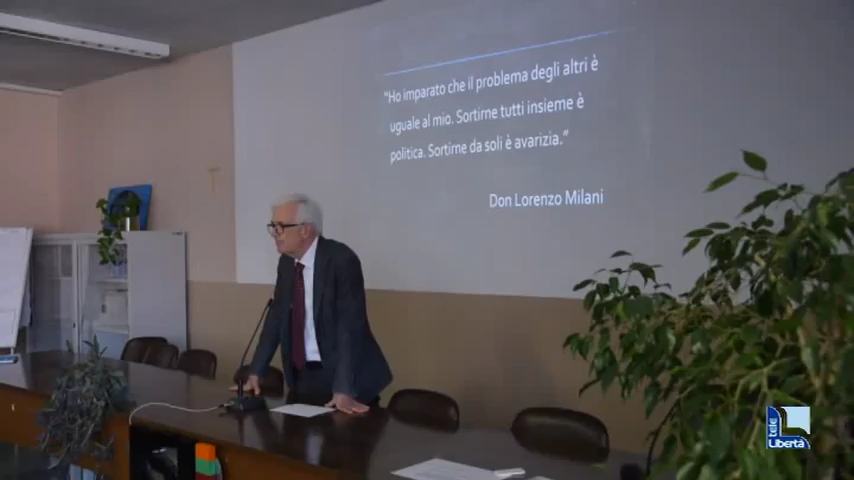 "Ho imparato che il problema degli altri è
uguale al mio. Sortirne tutti insieme è
politica. Sortirne da soli è avarizia."
Don Lorenzo Milani
tele
Libertà